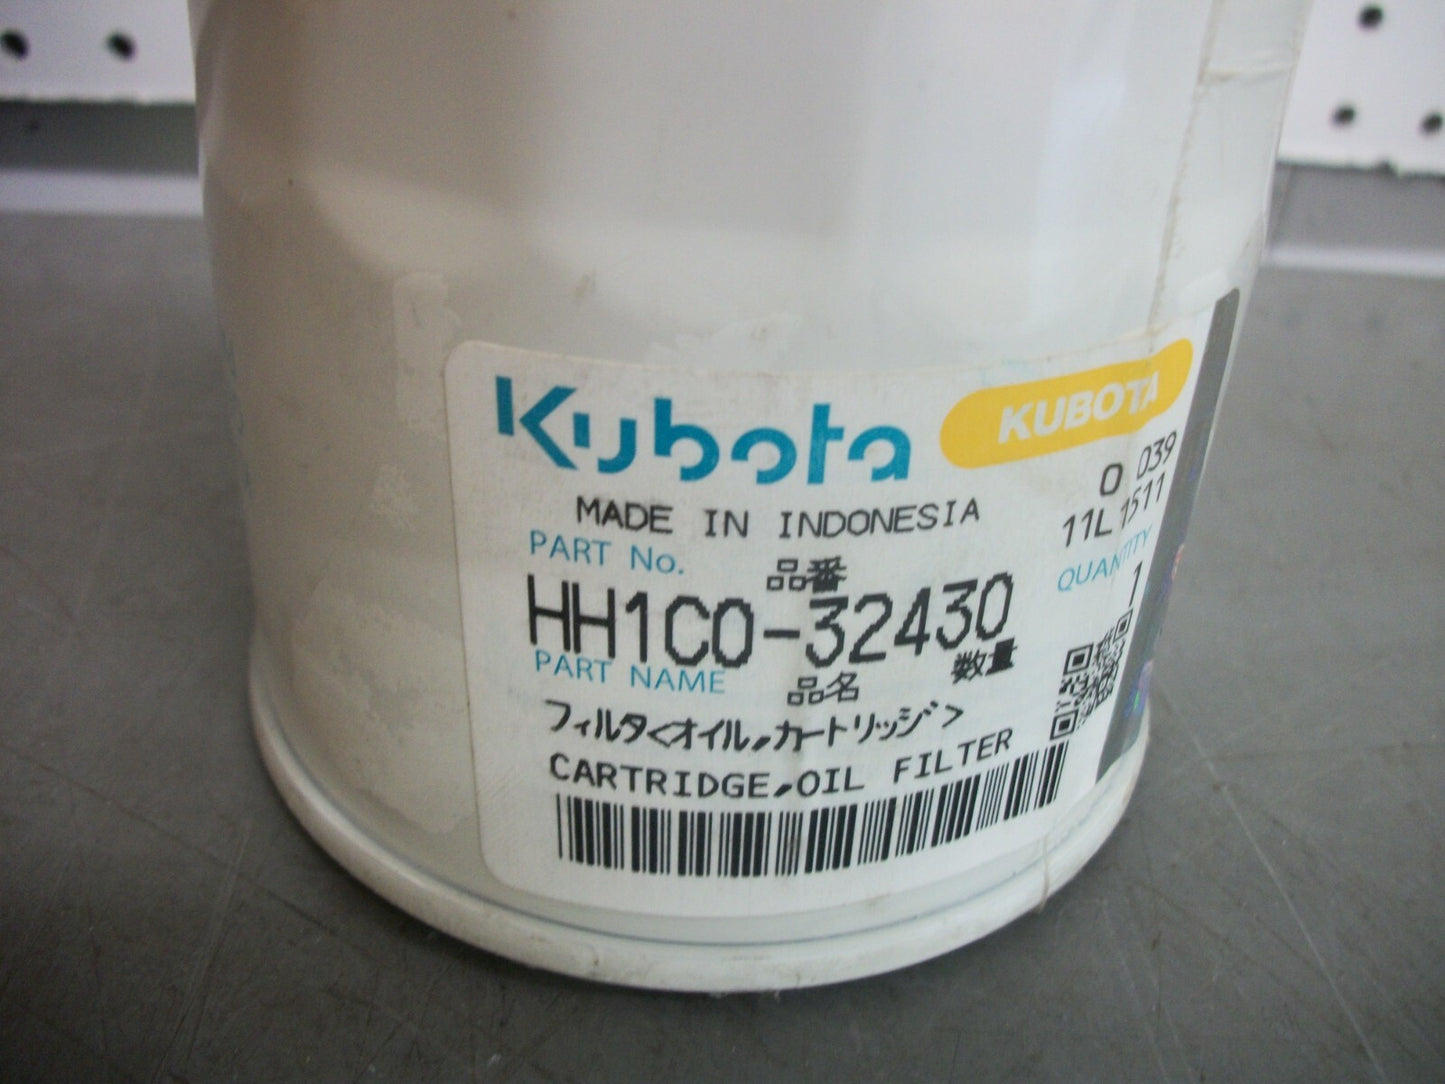 Kubota KUBOTA
O 039
MADE IN INDONESIA 11L 1511
PART No. 品番 QUANTITY
HH1C0-32430 1
PART NAME 品名 数量
フィルタ<オイル,カートリッジ>
CARTRIDGE,OIL FILTER